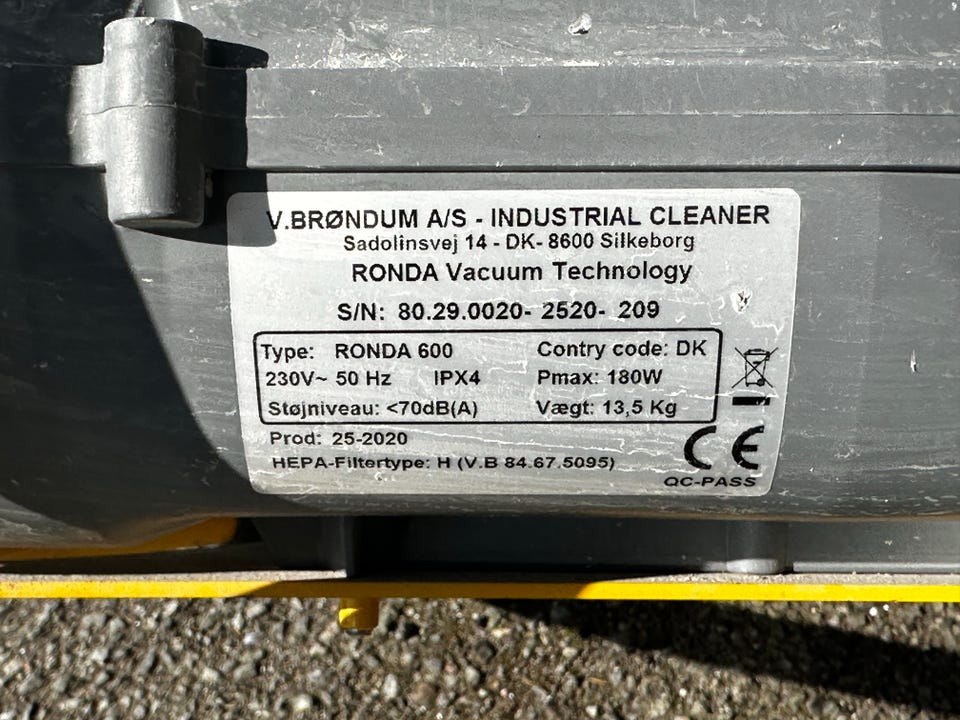 V.BRØNDUM A/S - INDUSTRIAL CLEANER
Sadolinsvej 14 - DK- 8600 Silkeborg
RONDA Vacuum Technology
S/N: 80.29.0020- 2520- 209
Type: RONDA 600 Contry code: DK
230V~ 50 Hz IPX4 Pmax: 180W
Støjniveau: <70dB(A) Vægt: 13,5 Kg
Prod: 25-2020
HEPA-Filtertype: H (V.B 84.67.5095)
CE
QC-PASS